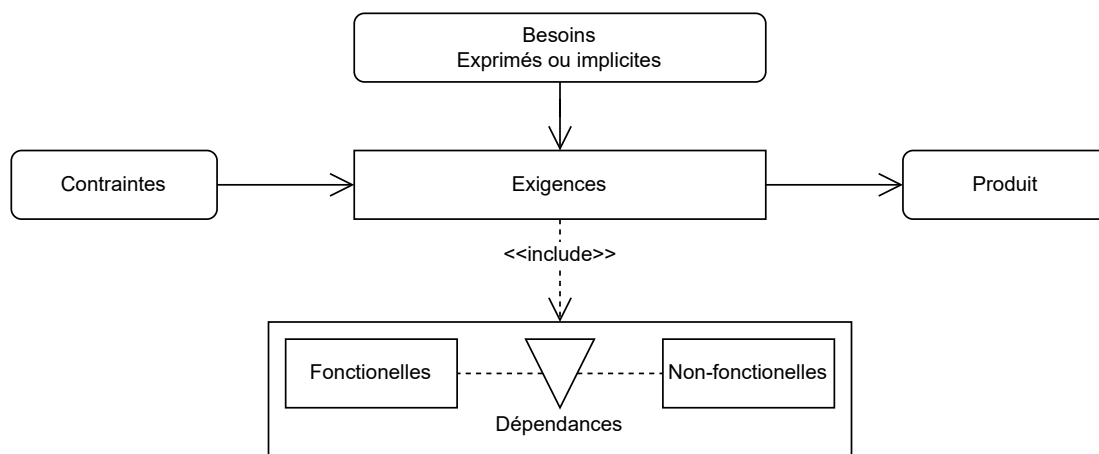 Besoins
Exprimés ou implicites
Contraintes
Exigences
Produit
<<include>>
Fonctionelles
Non-fonctionelles
Dépendances